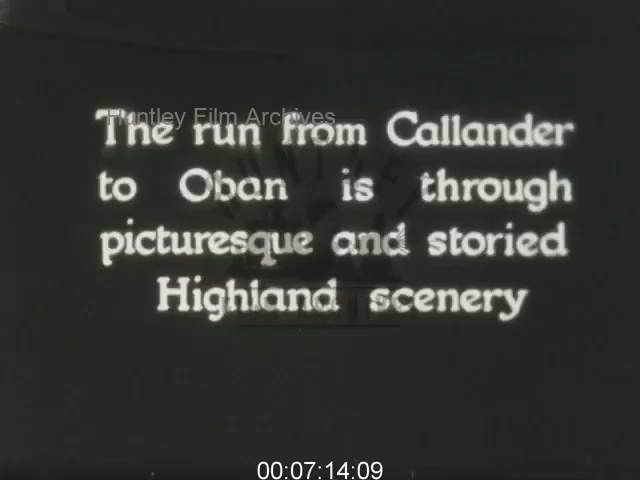 Huntley Film Archives
The run from Callander
to Oban is through
picturesque and storied
Highland scenery
00:07:14:09